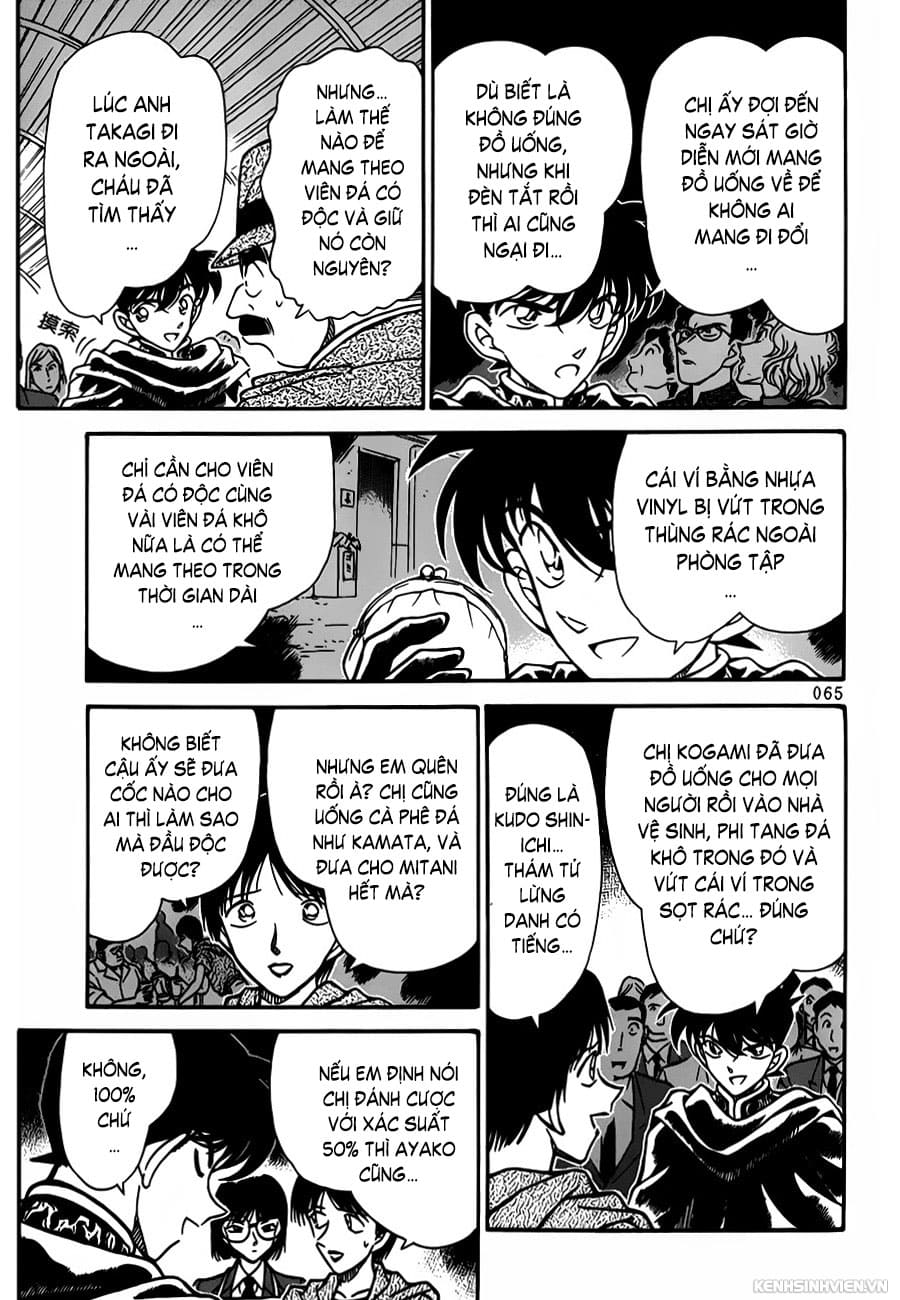 CHỊ ẤY ĐỢI ĐẾN
NGAY SÁT GIỜ
DIỄN MỚI MANG
ĐỒ UỐNG VỀ ĐỂ
KHÔNG AI
MANG ĐI ĐỔI
...
DÙ BIẾT LÀ
KHÔNG ĐÚNG
ĐỒ UỐNG,
NHƯNG KHI
ĐÈN TẮT RỒI
THÌ AI CŨNG
NGẠI ĐI...
NHƯNG...
LÀM THẾ
NÀO ĐỂ
MANG THEO
VIÊN ĐÁ CÓ
ĐỘC VÀ GIỮ
NÓ CÒN
NGUYÊN?
LÚC ANH
TAKAGI ĐI
RA NGOÀI,
CHÁU ĐÃ
TÌM THẤY
...
摸索
CÁI VÍ BẰNG NHỰA
VINYL BỊ VỨT TRONG
THÙNG RÁC NGOÀI
PHÒNG TẬP
...
CHỈ CẦN CHO VIÊN
ĐÁ CÓ ĐỘC CÙNG
VÀI VIÊN ĐÁ KHÔ
NỮA LÀ CÓ THỂ
MANG THEO TRONG
THỜI GIAN DÀI
...
065
CHỊ KOGAMI ĐÃ ĐƯA
ĐỒ UỐNG CHO MỌI
NGƯỜI RỒI VÀO NHÀ
VỆ SINH, PHI TANG ĐÁ
KHÔ TRONG ĐÓ VÀ
VỨT CÁI VÍ TRONG
SỌT RÁC... ĐÚNG
CHỨ?
ĐÚNG LÀ
KUDO SHIN-
ICHI...
THÁM TỬ
LỪNG
DANH CÓ
TIẾNG...
NHƯNG EM QUÊN
RỒI À? CHỊ CŨNG
UỐNG CÀ PHÊ ĐÁ
NHƯ KAMATA, VÀ
ĐƯA CHO MITANI
HẾT MÀ?
KHÔNG BIẾT
CẬU ẤY SẼ ĐƯA
CỐC NÀO CHO
AI THÌ LÀM SAO
MÀ ĐẦU ĐỘC
ĐƯỢC?
NẾU EM ĐỊNH NÓI
CHỊ ĐÁNH CƯỢC
VỚI XÁC SUẤT
50% THÌ AYAKO
CŨNG...
KHÔNG,
100%
CHỨ
...
KENHSINHVIEN.VN